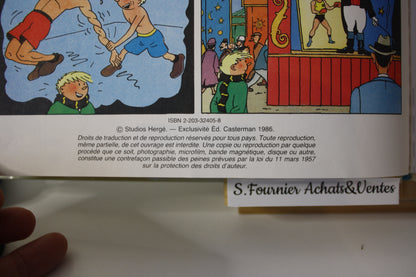 ISBN 2-203-32405-8
© Studios Hergé. — Exclusivité Éd. Casterman 1986.
Droits de traduction et de reproduction réservés pour tous pays. Toute reproduction,
même partielle, de cet ouvrage est interdite. Une copie ou reproduction par quelque
procédé que ce soit, photographie, microfilm, bande magnétique, disque ou autre,
constitue une contrefaçon passible des peines prévues par la loi du 11 mars 1957
sur la protection des droits d'auteur.
S.Fournier Achats&Ventes